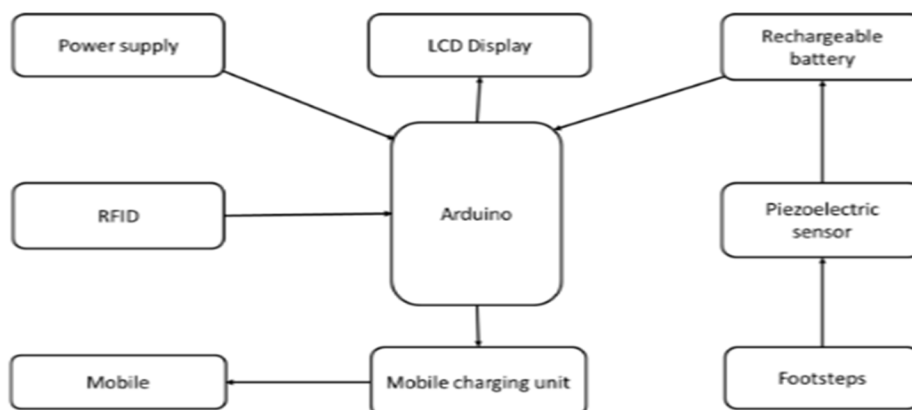 Power supply
LCD Display
Rechargeable
battery
RFID
Arduino
Piezoelectric
sensor
Mobile
Mobile charging unit
Footsteps